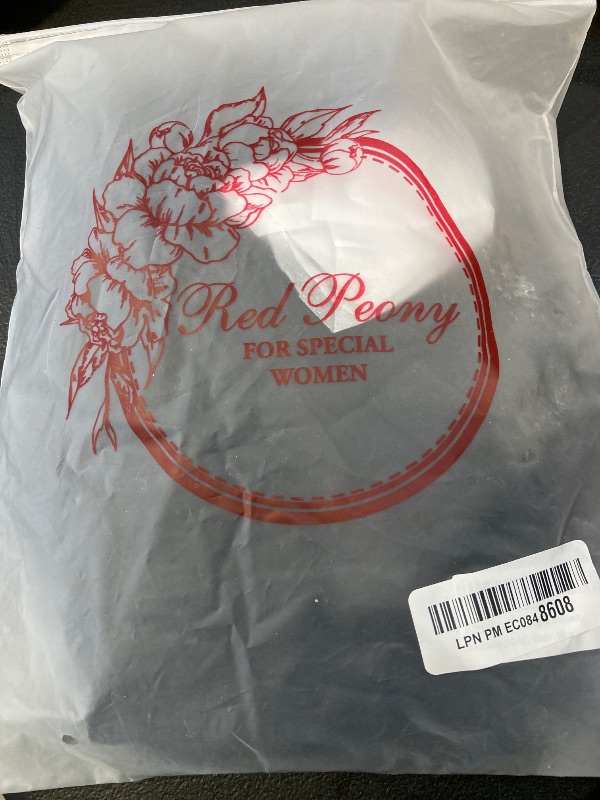 Red Peony
FOR SPECIAL
WOMEN
LPN PM EC0848608